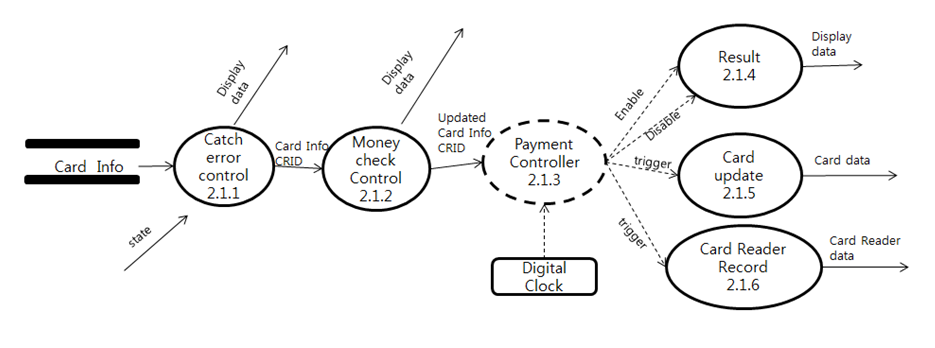 Display
data
Display
data
Display
data
Result
2.1.4
Enable
Disable
Updated
Card Info
CRID
Catch
error
control
2.1.1
Card Info
CRID
Money
check
Control
2.1.2
Payment
Controller
2.1.3
Card Info
trigger
Card
update
2.1.5
Card data
state
trigger
Card Reader
Record
2.1.6
Card Reader
data
Digital
Clock